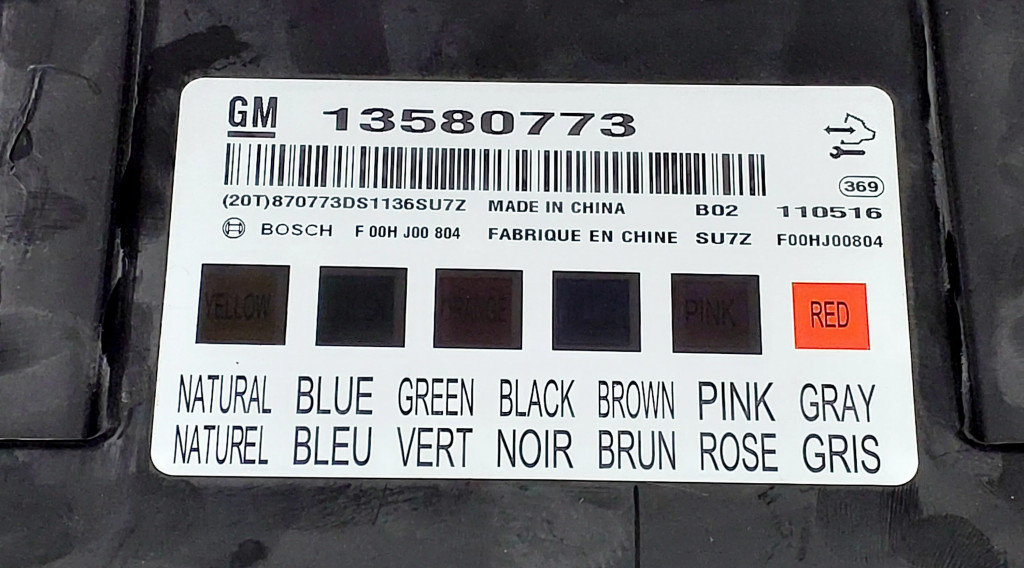 GM 13580773
369
(20T)870773DS1136SU7Z MADE IN CHINA B02 110516
BOSCH F 00H J00 804 FABRIQUE EN CHINE SU7Z F00HJ00804
YELLOW ORANGE PINK RED
NATURAL BLUE GREEN BLACK BROWN PINK GRAY
NATUREL BLEU VERT NOIR BRUN ROSE GRIS